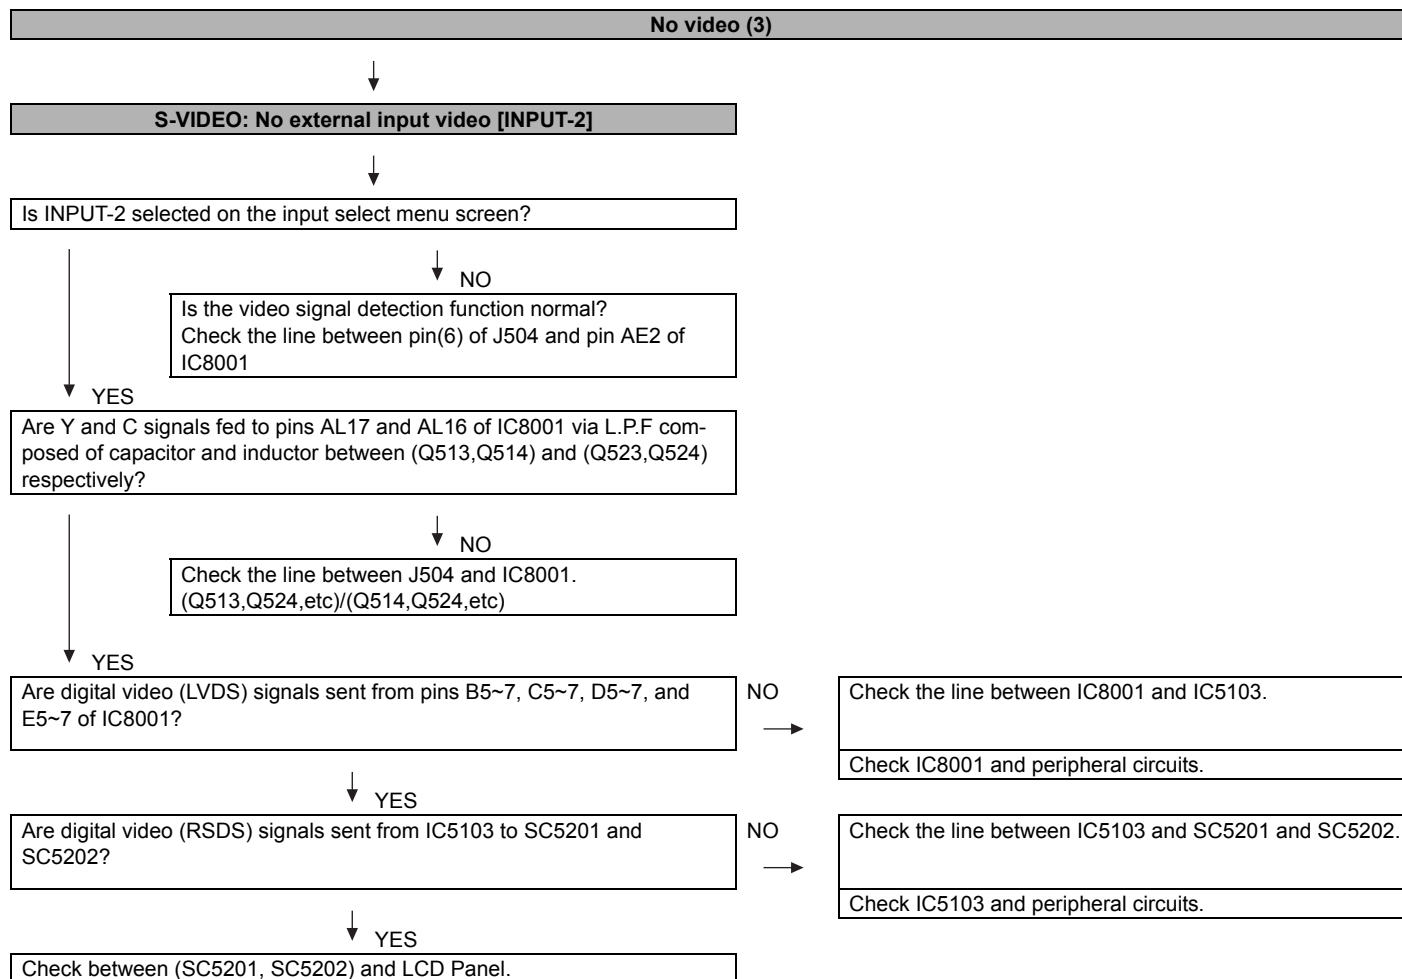 No video (3)
S-VIDEO: No external input video [INPUT-2]
Is INPUT-2 selected on the input select menu screen?
NO
Is the video signal detection function normal?
Check the line between pin(6) of J504 and pin AE2 of
IC8001
YES
Are Y and C signals fed to pins AL17 and AL16 of IC8001 via L.P.F com-
posed of capacitor and inductor between (Q513,Q514) and (Q523,Q524)
respectively?
NO
Check the line between J504 and IC8001.
(Q513,Q524,etc)/(Q514,Q524,etc)
YES
Are digital video (LVDS) signals sent from pins B5~7, C5~7, D5~7, and
E5~7 of IC8001?
NO
Check the line between IC8001 and IC5103.
Check IC8001 and peripheral circuits.
YES
Are digital video (RSDS) signals sent from IC5103 to SC5201 and
SC5202?
NO
Check the line between IC5103 and SC5201 and SC5202.
Check IC5103 and peripheral circuits.
YES
Check between (SC5201, SC5202) and LCD Panel.